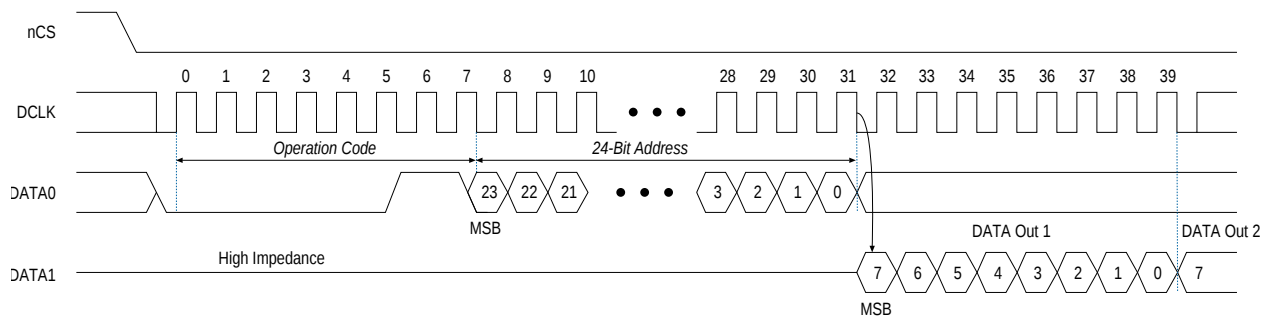 nCS
0 1 2 3 4 5 6 7 8 9 10 28 29 30 31 32 33 34 35 36 37 38 39
DCLK
Operation Code 24-Bit Address
DATA0 23 22 21 3 2 1 0
MSB DATA Out 1 DATA Out 2
High Impedance
DATA1 7 6 5 4 3 2 1 0 7
MSB